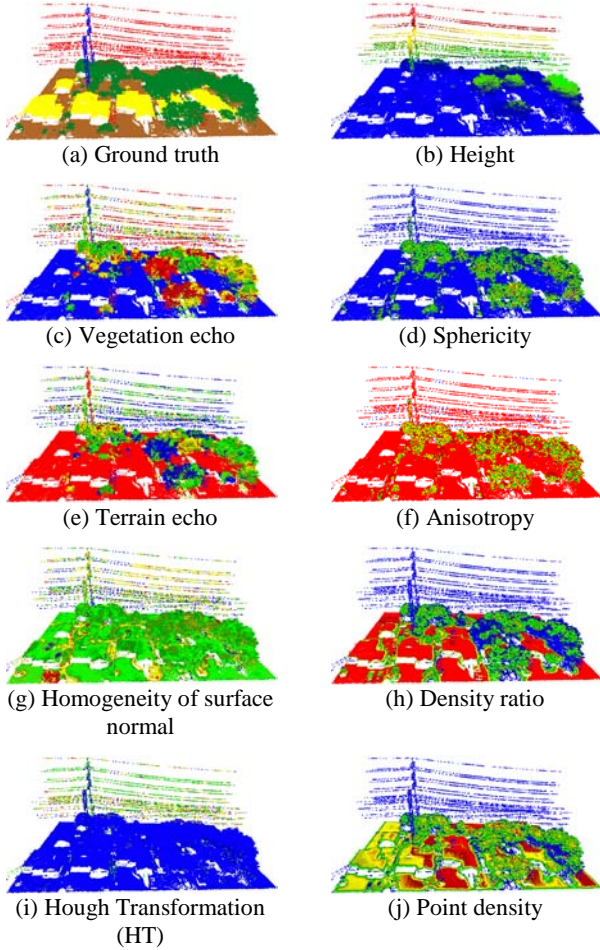 (a) Ground truth
(b) Height
(c) Vegetation echo
(d) Sphericity
(e) Terrain echo
(f) Anisotropy
(g) Homogeneity of surface
normal
(h) Density ratio
(i) Hough Transformation
(HT)
(j) Point density